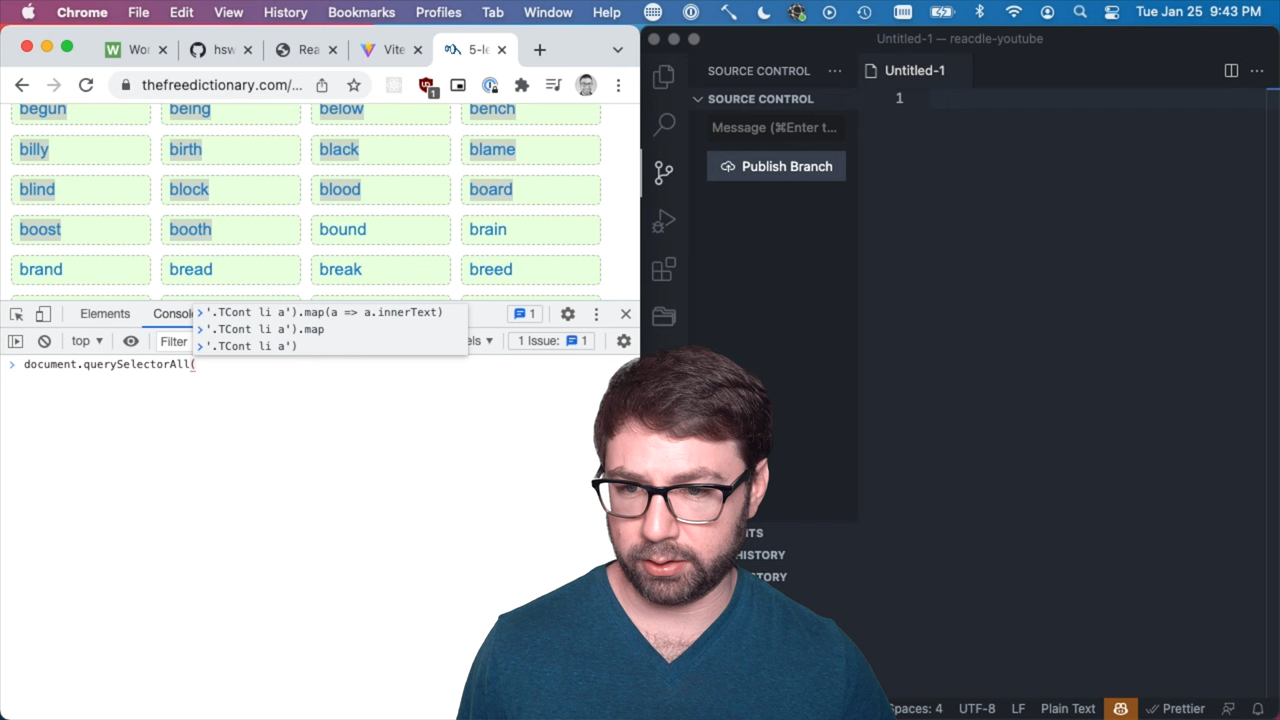 Chrome File Edit View History Bookmarks Profiles Tab Window Help Tue Jan 25 9:43 PM
Wor hsw Rea Vite 5-le
thefreedictionary.com/...
1
begun being below bench
billy birth black blame
blind block blood board
boost booth bound brain
brand bread break breed
Elements Consol
1
top Filter els 1 Issue: 1
'.TCont li a').map(a => a.innerText)
'.TCont li a').map
'.TCont li a')
document.querySelectorAll(
Untitled-1 — reacdle-youtube
SOURCE CONTROL
Untitled-1
SOURCE CONTROL
1
Message (⌘Enter t...
Publish Branch
ITS
HISTORY
STORY
Spaces: 4 UTF-8 LF Plain Text Prettier